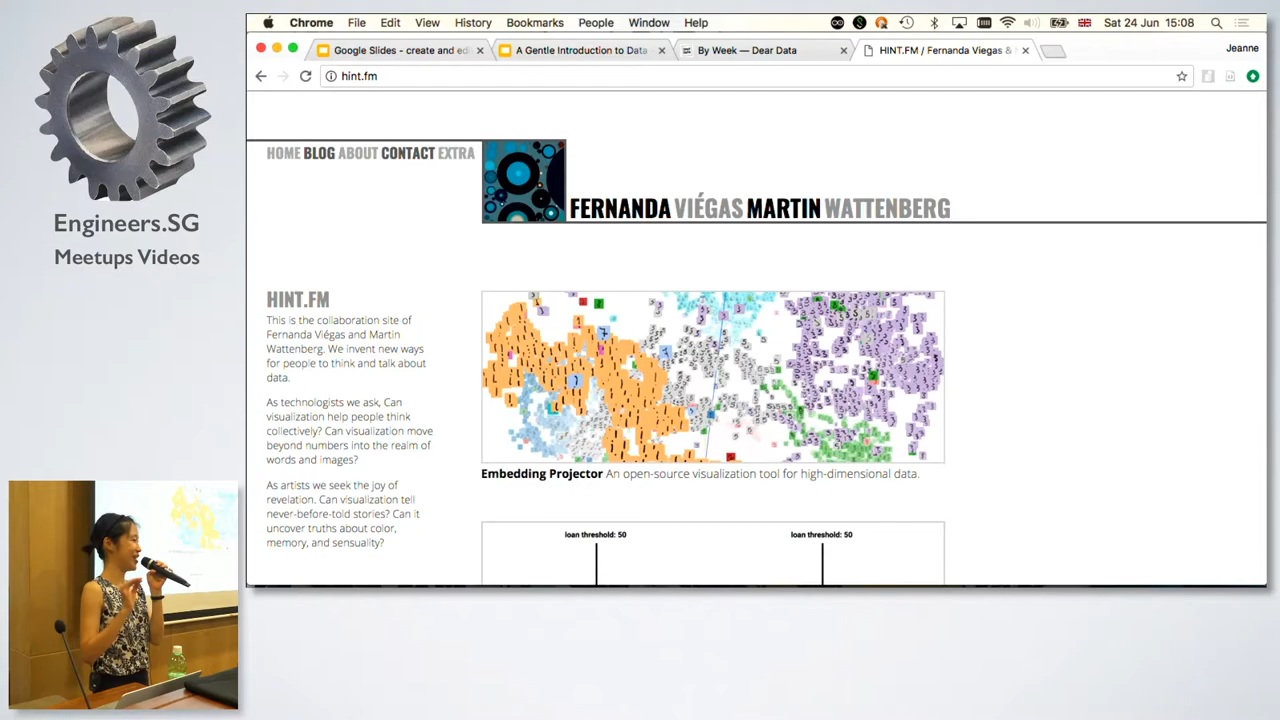 Engineers.SG
Meetups Videos
Chrome File Edit View History Bookmarks People Window Help
Sat 24 Jun 15:08
Google Slides - create and edi
A Gentle Introduction to Data
By Week — Dear Data
HINT.FM / Fernanda Viegas &
Jeanne
hint.fm
HOME BLOG ABOUT CONTACT EXTRA
FERNANDA VIÉGAS MARTIN WATTENBERG
HINT.FM
This is the collaboration site of
Fernanda Viégas and Martin
Wattenberg. We invent new ways
for people to think and talk about
data.
As technologists we ask, Can
visualization help people think
collectively? Can visualization move
beyond numbers into the realm of
words and images?
As artists we seek the joy of
revelation. Can visualization tell
never-before-told stories? Can it
uncover truths about color,
memory, and sensuality?
Embedding Projector An open-source visualization tool for high-dimensional data.
loan threshold: 50
loan threshold: 50